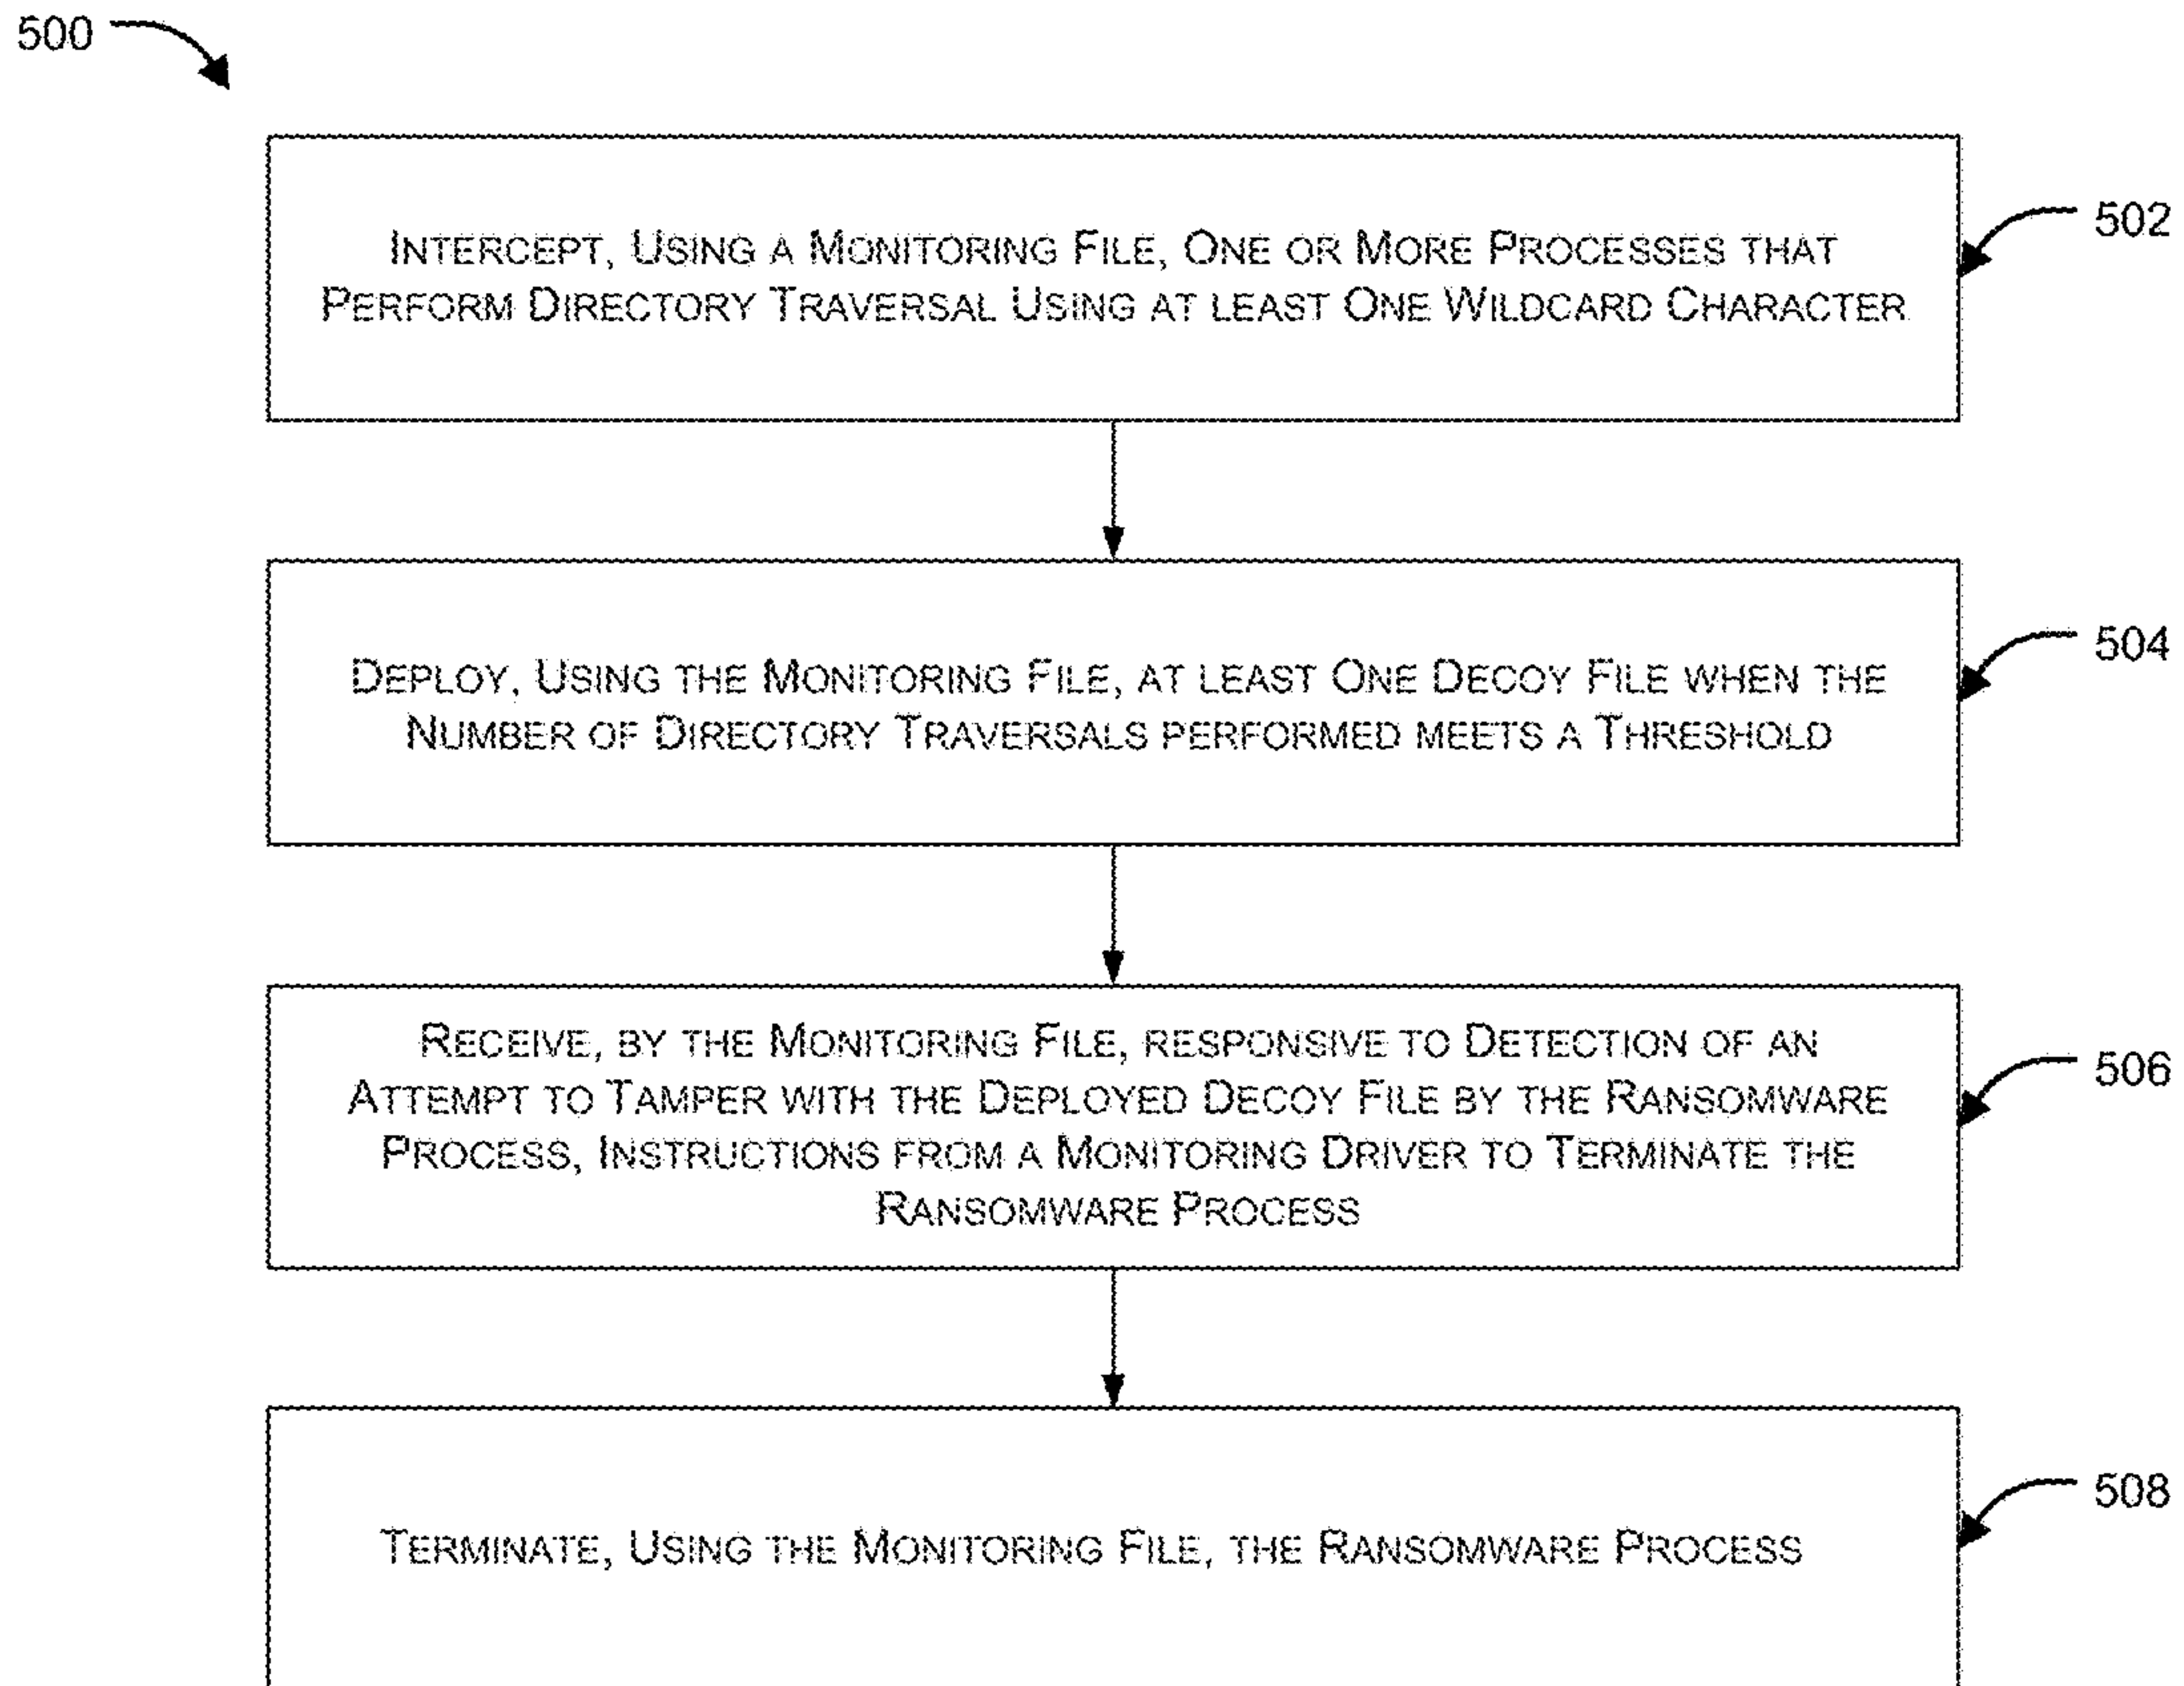 500
INTERCEPT, USING A MONITORING FILE, ONE OR MORE PROCESSES THAT
PERFORM DIRECTORY TRAVERSAL USING AT LEAST ONE WILDCARD CHARACTER
502
DEPLOY, USING THE MONITORING FILE, AT LEAST ONE DECOY FILE WHEN THE
NUMBER OF DIRECTORY TRAVERSALS PERFORMED MEETS A THRESHOLD
504
RECEIVE, BY THE MONITORING FILE, RESPONSIVE TO DETECTION OF AN
ATTEMPT TO TAMPER WITH THE DEPLOYED DECOY FILE BY THE RANSOMWARE
PROCESS, INSTRUCTIONS FROM A MONITORING DRIVER TO TERMINATE THE
RANSOMWARE PROCESS
506
TERMINATE, USING THE MONITORING FILE, THE RANSOMWARE PROCESS
508